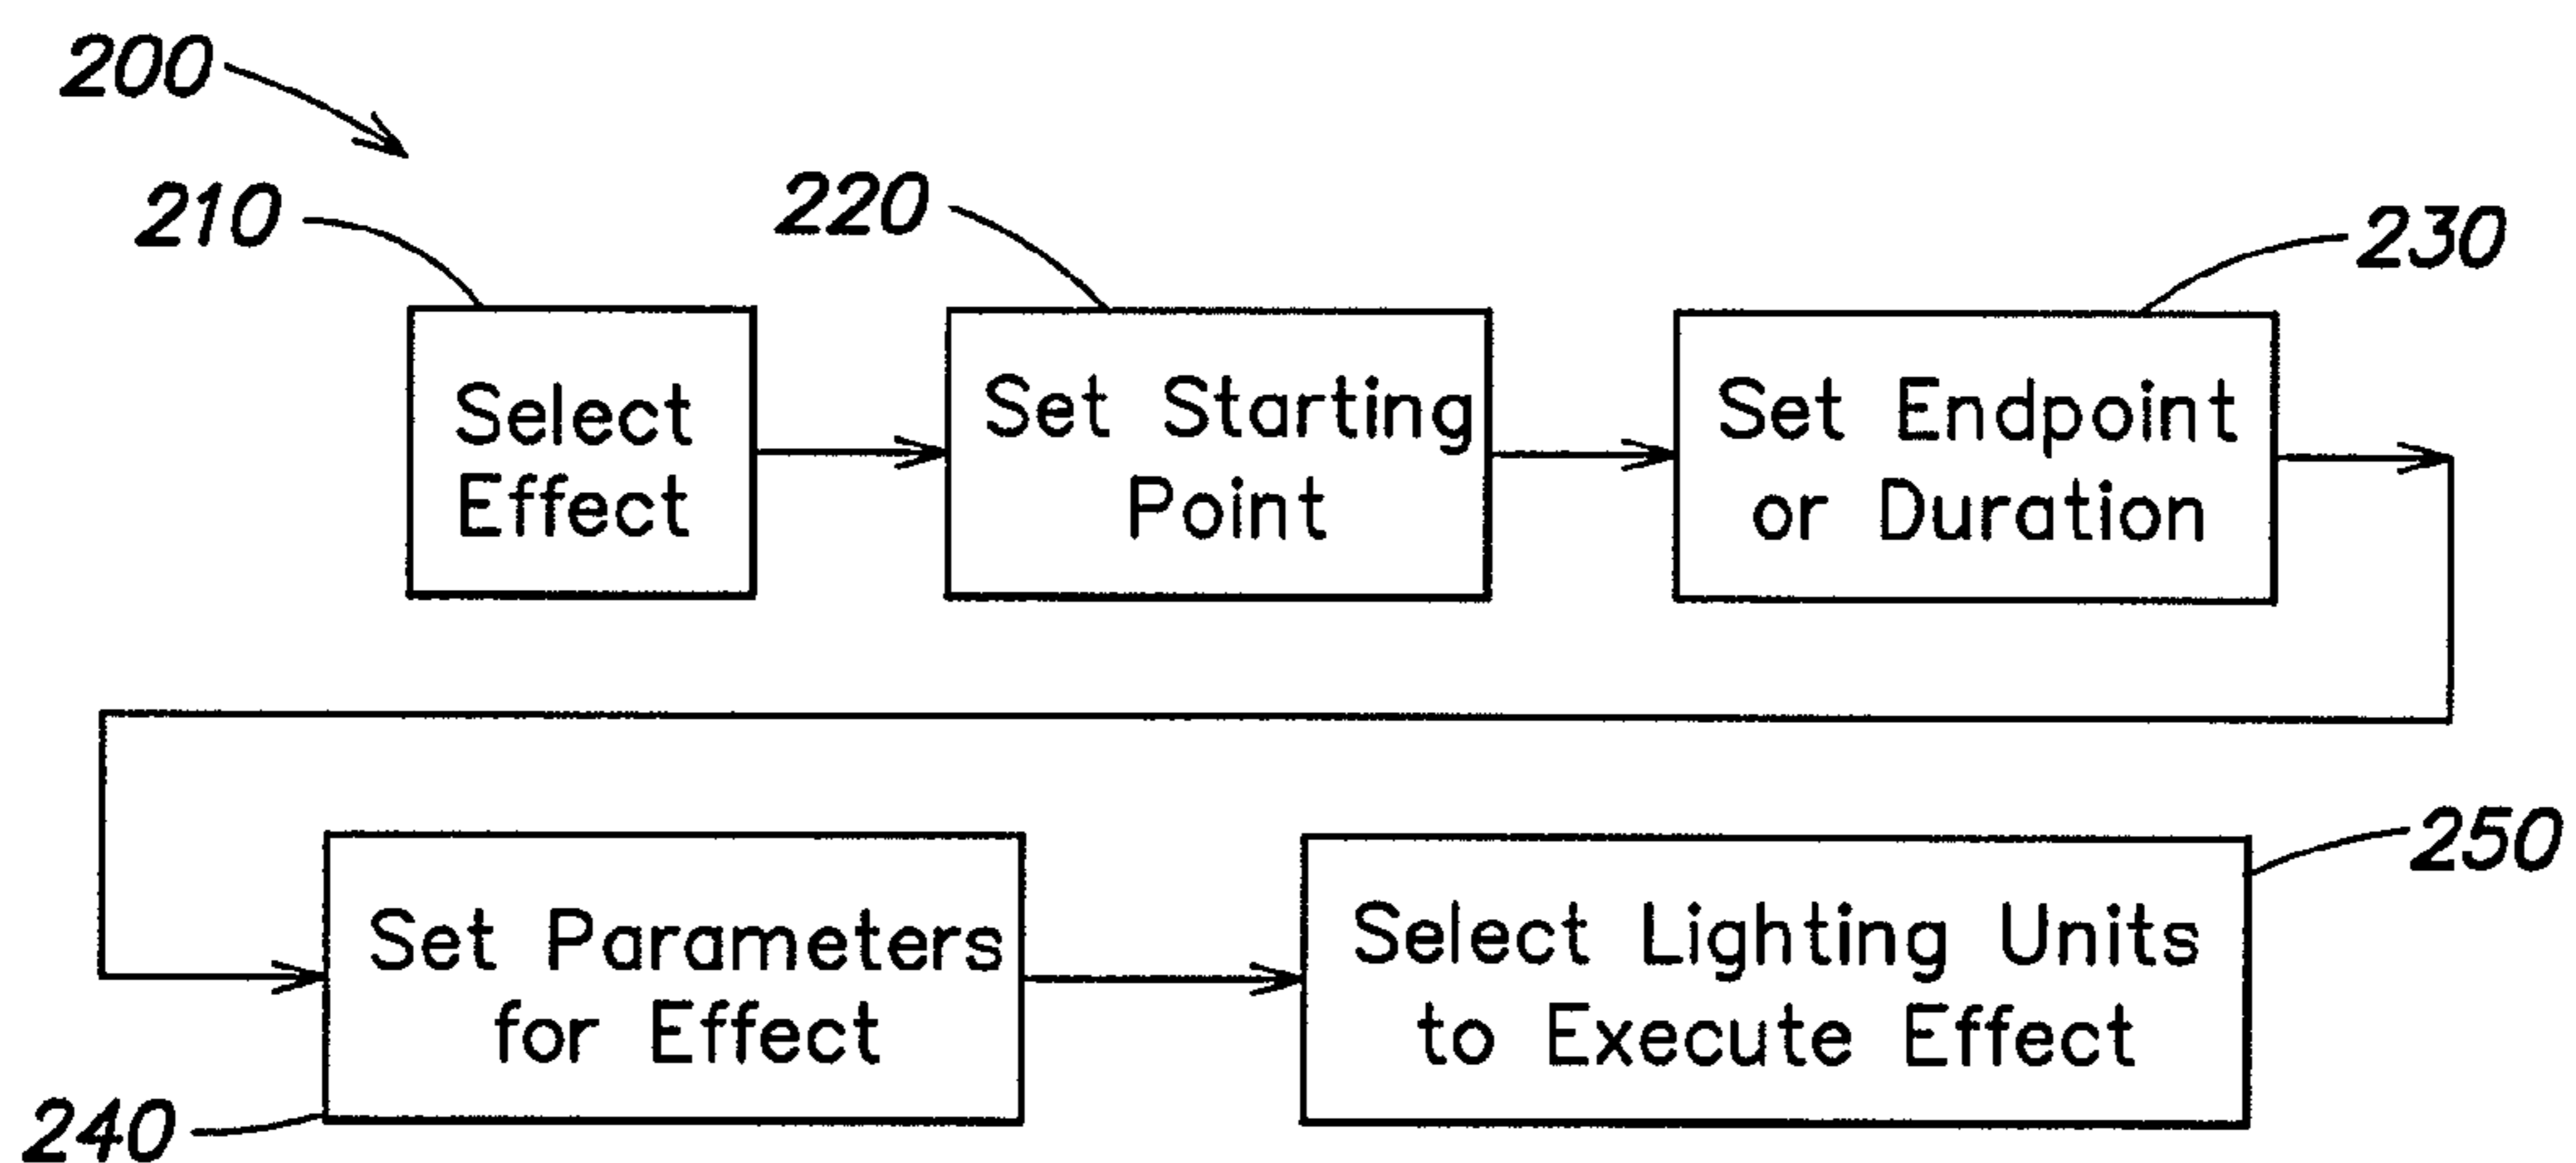 200
210
220
230
Select
Effect
Set Starting
Point
Set Endpoint
or Duration
240
Set Parameters
for Effect
250
Select Lighting Units
to Execute Effect